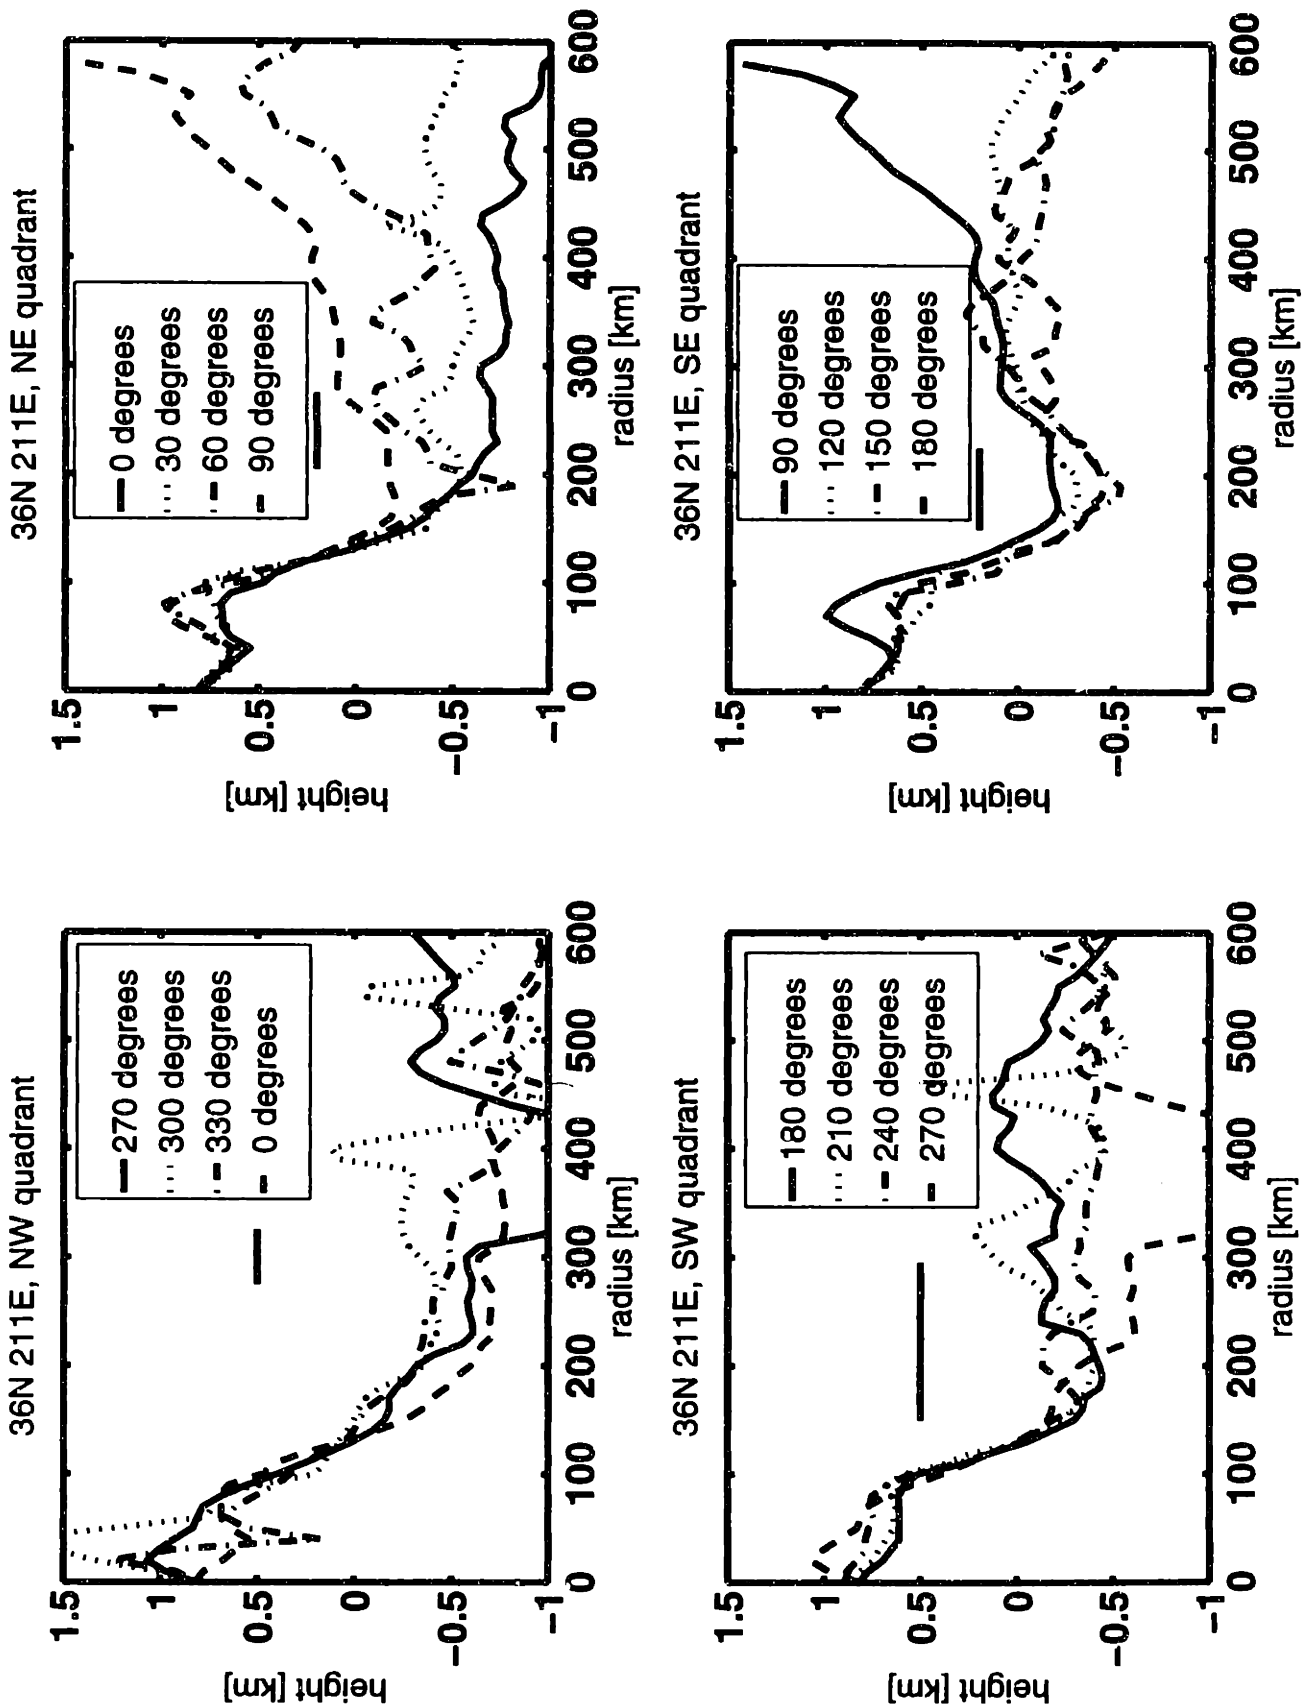 36N 211E, NW quadrant
1.5
1
0.5
0
−0.5
−1
height [km]
0
100
200
300
400
500
600
radius [km]
270 degrees
300 degrees
330 degrees
0 degrees
36N 211E, NE quadrant
1.5
1
0.5
0
−0.5
−1
height [km]
0
100
200
300
400
500
600
radius [km]
0 degrees
30 degrees
60 degrees
90 degrees
36N 211E, SW quadrant
1.5
1
0.5
0
−0.5
−1
height [km]
0
100
200
300
400
500
600
radius [km]
180 degrees
210 degrees
240 degrees
270 degrees
36N 211E, SE quadrant
1.5
1
0.5
0
−0.5
−1
height [km]
0
100
200
300
400
500
600
radius [km]
90 degrees
120 degrees
150 degrees
180 degrees